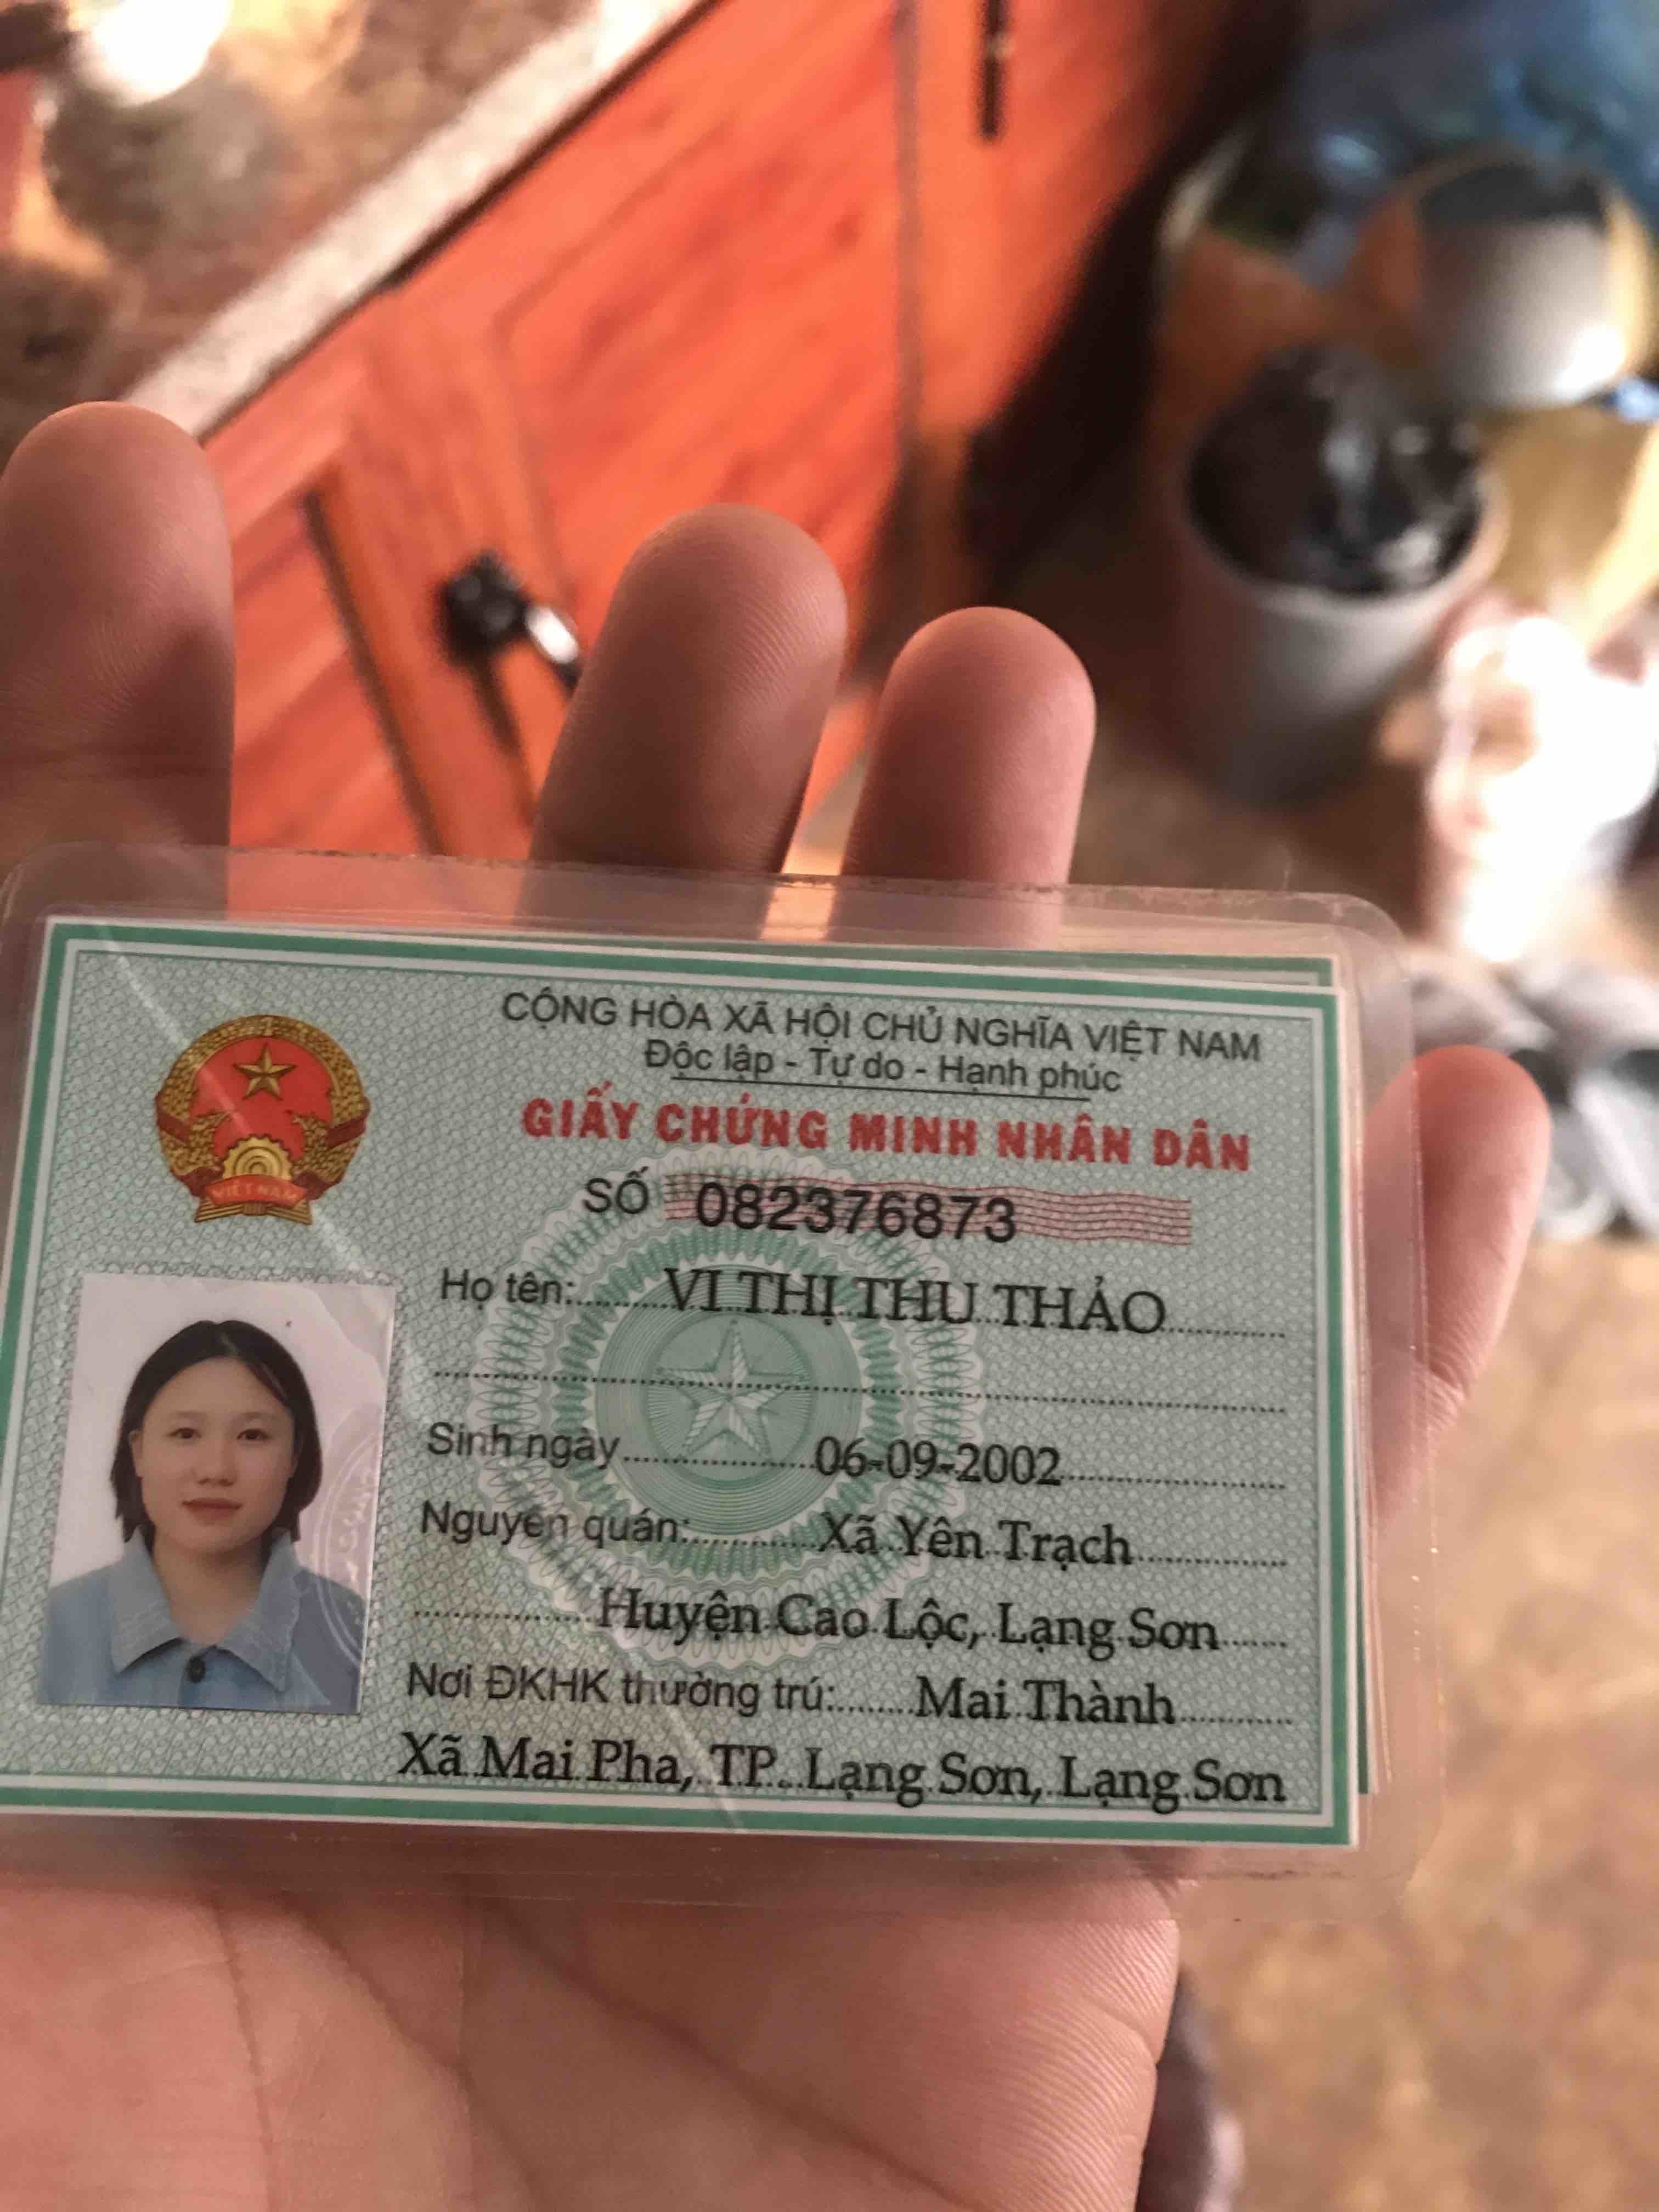 CỘNG HÒA XÃ HỘI CHỦ NGHĨA VIỆT NAM
Độc lập - Tự do - Hạnh phúc
GIẤY CHỨNG MINH NHÂN DÂN
SỐ 082376873
VIỆT NAM
Họ tên: VI THỊ THU THẢO
Sinh ngày 06-09-2002
Nguyên quán: Xã Yên Trạch
Huyện Cao Lộc, Lạng Sơn
Nơi ĐKHK thường trú: Mai Thành
Xã Mai Pha, TP. Lạng Sơn, Lạng Sơn